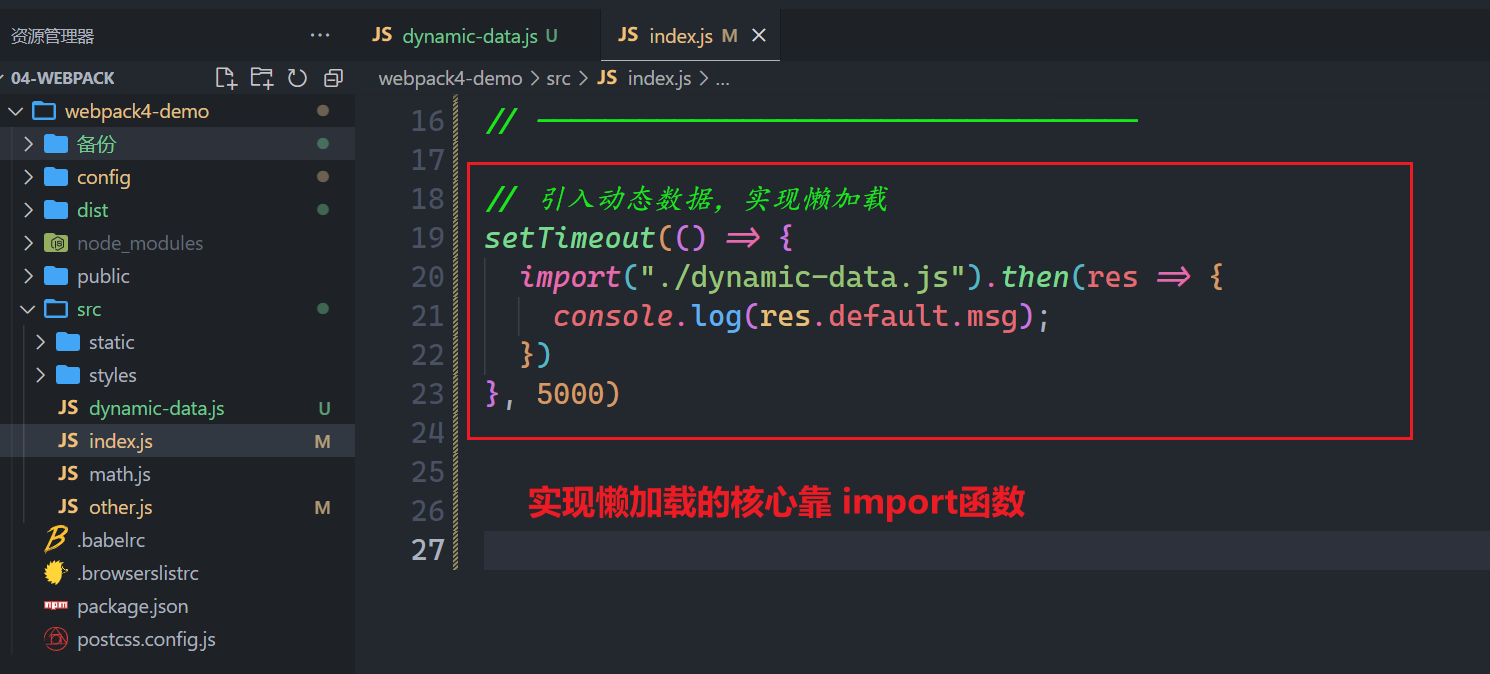 资源管理器 ···
04-WEBPACK
webpack4-demo
备份
config
dist
node_modules
public
src
static
styles
JS dynamic-data.js U
JS index.js M
JS math.js
JS other.js M
.babelrc
.browserslistrc
npm package.json
postcss.config.js
JS dynamic-data.js U JS index.js M
webpack4-demo > src > JS index.js > ...
16 // ————————————————————
17
18 // 引入动态数据，实现懒加载
19 setTimeout(() => {
20 import("./dynamic-data.js").then(res => {
21 console.log(res.default.msg);
22 })
23 }, 5000)
24
25
26
实现懒加载的核心靠 import函数
27